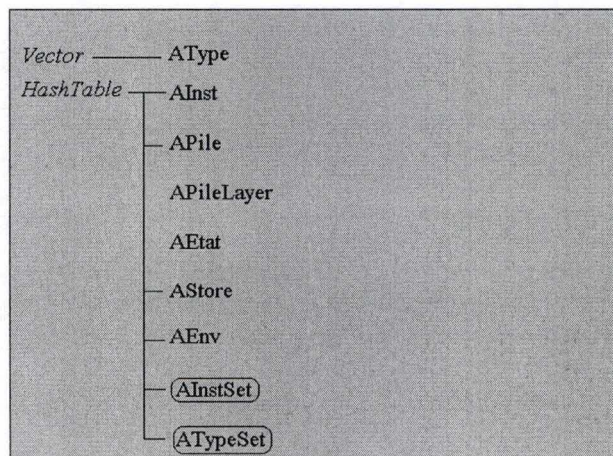 Vector AType
HashTable AInst
APile
APileLayer
AEtat
AStore
AEnv
AInstSet
ATypeSet